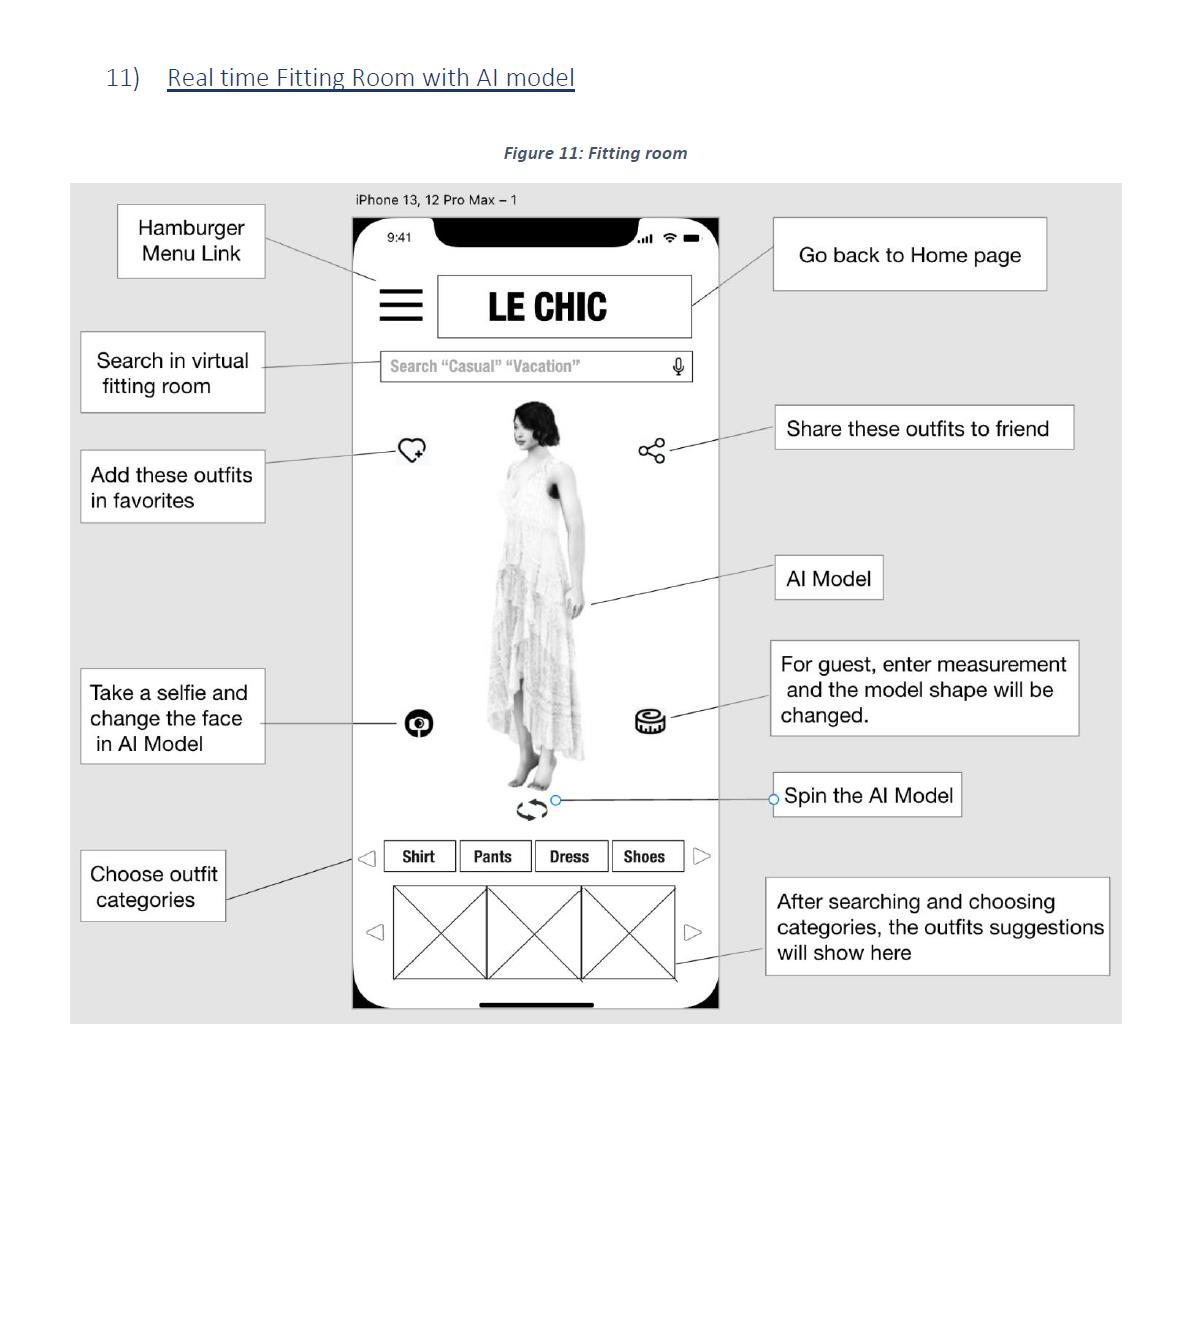 11) Real time Fitting Room with AI model
Figure 11: Fitting room
iPhone 13, 12 Pro Max – 1
Hamburger
Menu Link
9:41
Go back to Home page
LE CHIC
Search in virtual
fitting room
Search “Casual” “Vacation”
Share these outfits to friend
Add these outfits
in favorites
AI Model
For guest, enter measurement
and the model shape will be
changed.
Take a selfie and
change the face
in AI Model
Spin the AI Model
Choose outfit
categories
Shirt Pants Dress Shoes
After searching and choosing
categories, the outfits suggestions
will show here